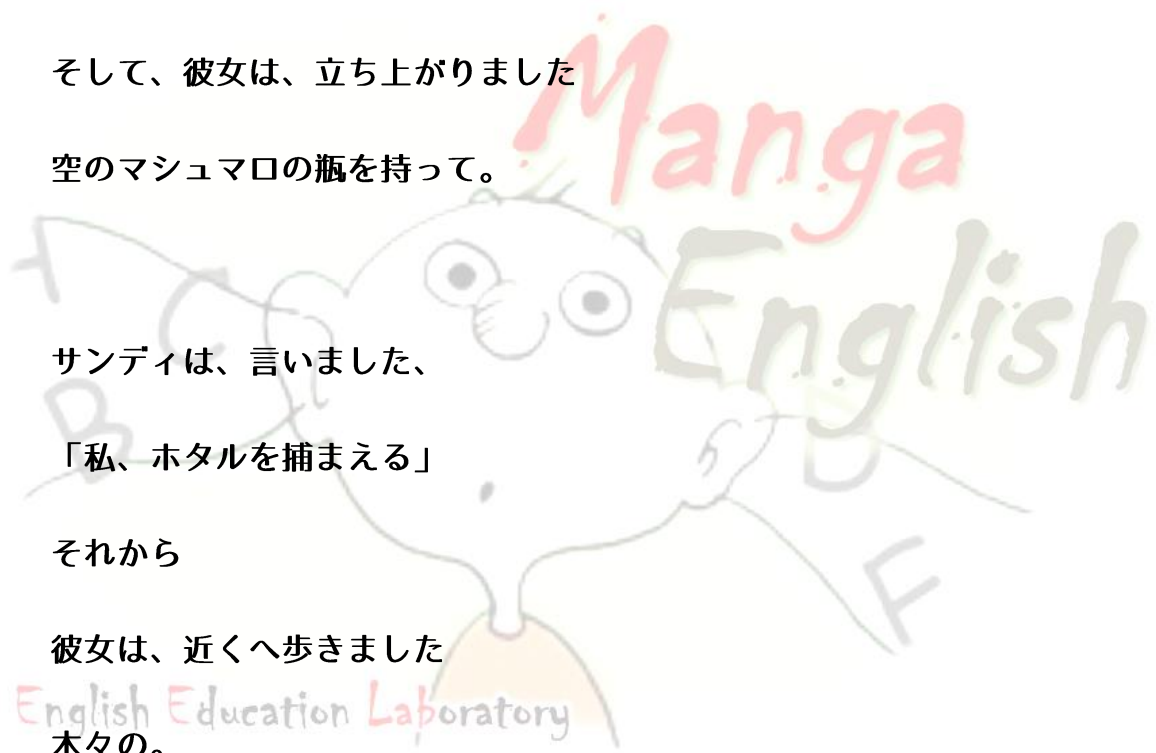 そして、彼女は、立ち上がりました
空のマシュマロの瓶を持って。
サンディは、言いました、
「私、ホタルを捕まえる」
それから
彼女は、近くへ歩きました
木々の。
Manga
English
T
C
B
D
F
English Education Laboratory